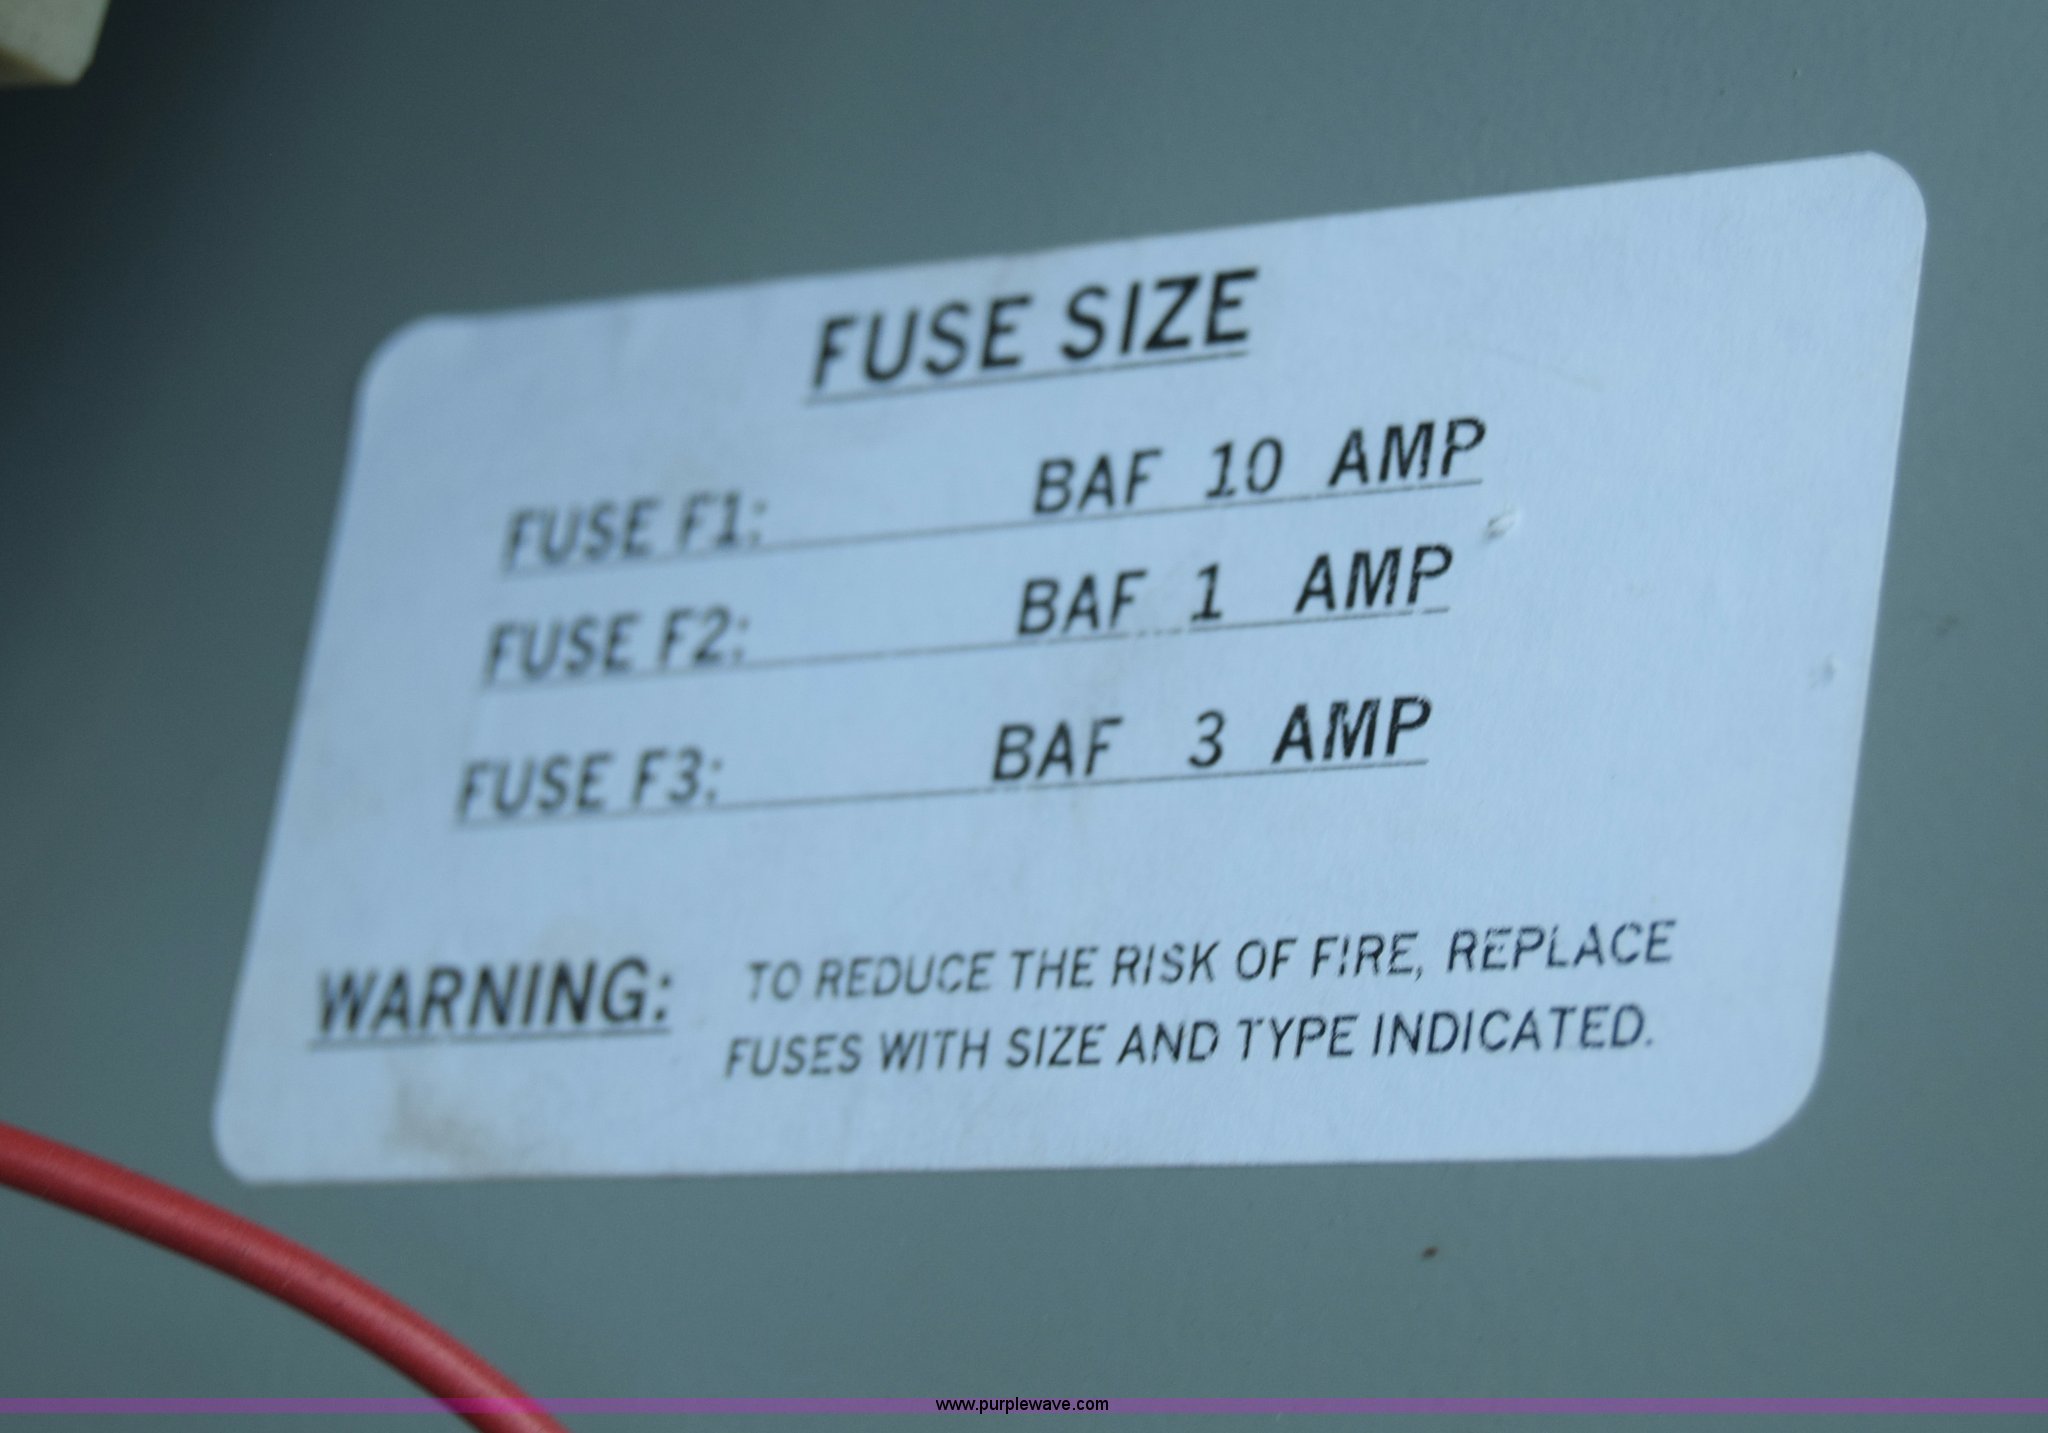 FUSE SIZE
FUSE F1: BAF 10 AMP
FUSE F2: BAF 1 AMP
FUSE F3: BAF 3 AMP
WARNING: TO REDUCE THE RISK OF FIRE, REPLACE
FUSES WITH SIZE AND TYPE INDICATED.
www.purplewave.com